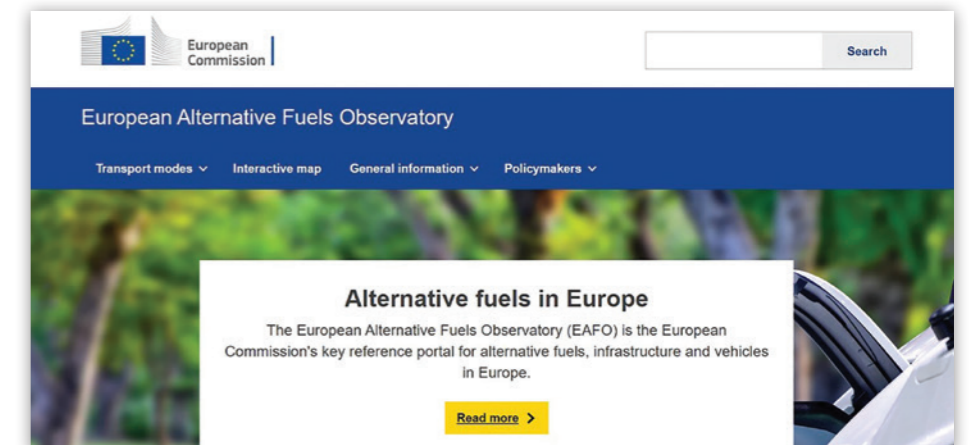 European
Commission
Search
European Alternative Fuels Observatory
Transport modes
Interactive map
General information
Policymakers
Alternative fuels in Europe
The European Alternative Fuels Observatory (EAFO) is the European
Commission's key reference portal for alternative fuels, infrastructure and vehicles
in Europe.
Read more